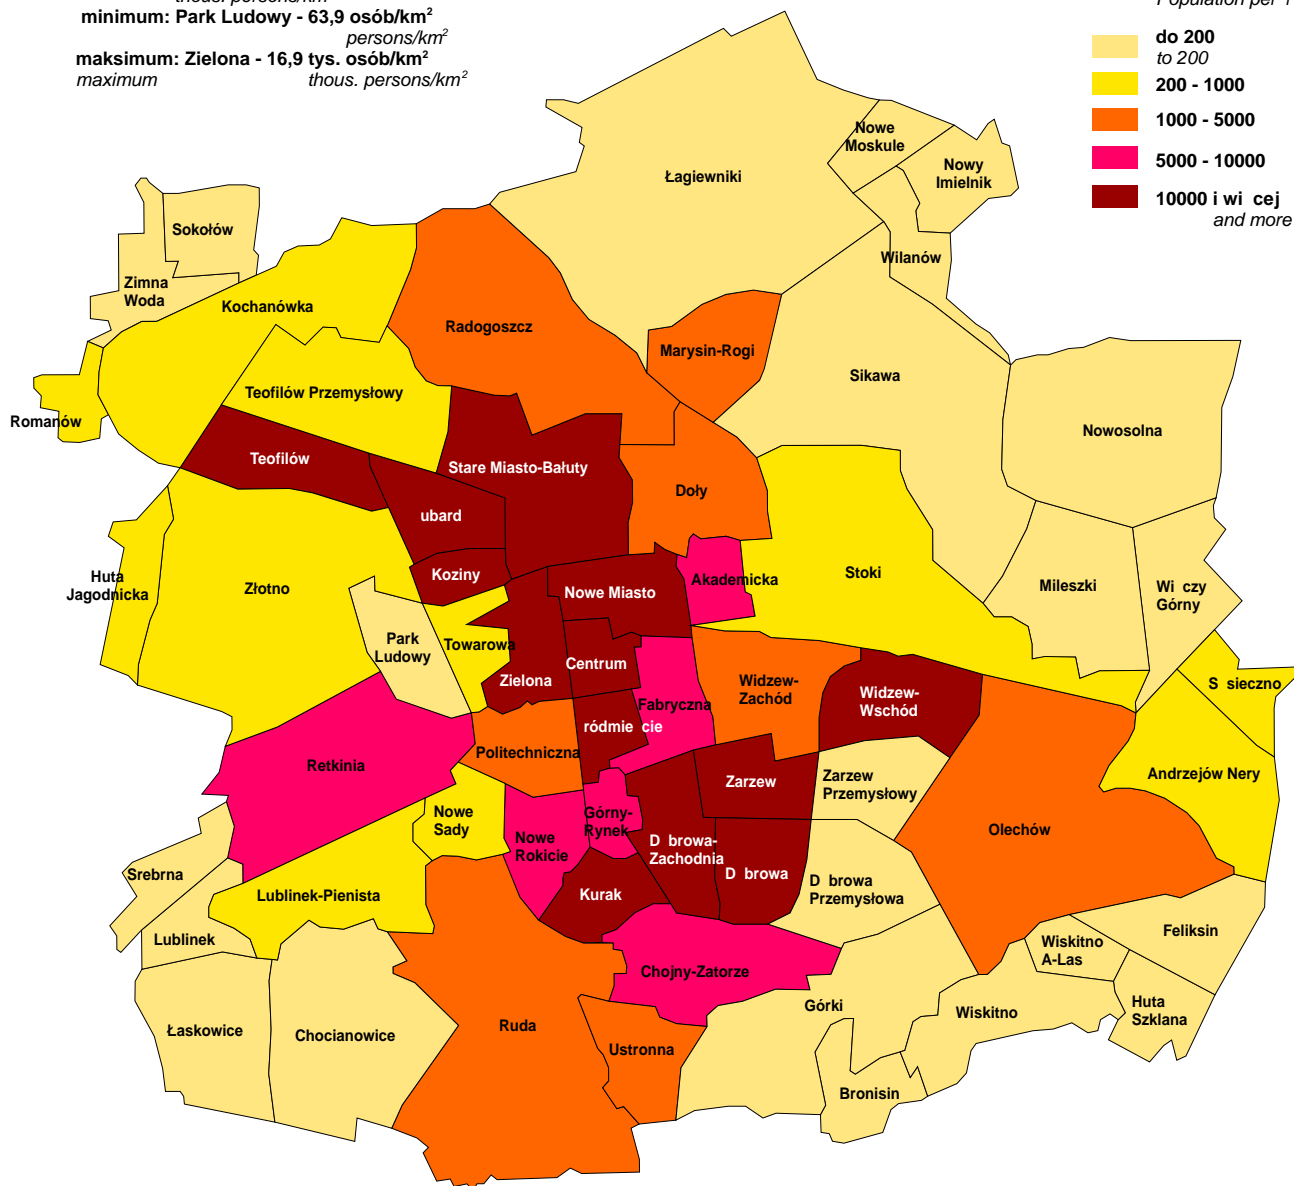 minimum: Park Ludowy - 63,9 osób/km²
persons/km²
maksimum: Zielona - 16,9 tys. osób/km²
maximum thous. persons/km²
do 200
to 200
200 - 1000
1000 - 5000
5000 - 10000
10000 i wi cej
and more
Nowe
Moskule
Łagiewniki
Nowy
Imielnik
Sokołów
Wilanów
Zimna
Woda
Kochanówka
Radogoszcz
Marysin-Rogi
Sikawa
Teofilów Przemysłowy
Romanów
Nowosolna
Teofilów
Stare Miasto-Bałuty
Doły
ubard
Koziny
Huta
Jagodnicka
Złotno
Nowe Miasto
Akademicka
Stoki
Mileszki
Wi czy
Górny
Park
Ludowy
Towarowa
Centrum
Zielona
Widzew-
Zachód
Widzew-
Wschód
S sieczno
Fabryczna
ródmie cie
Politechniczna
Retkinia
Zarzew
Zarzew
Przemysłowy
Andrzejów Nery
Nowe
Sady
Górny-
Rynek
Olechów
Nowe
Rokicie
D browa-
Zachodnia
D browa
Srebrna
Lublinek-Pienista
Kurak
D browa
Przemysłowa
Lublinek
Feliksin
Wiskitno
A-Las
Chojny-Zatorze
Górki
Wiskitno
Huta
Szklana
Łaskowice
Chocianowice
Ruda
Ustronna
Bronisin